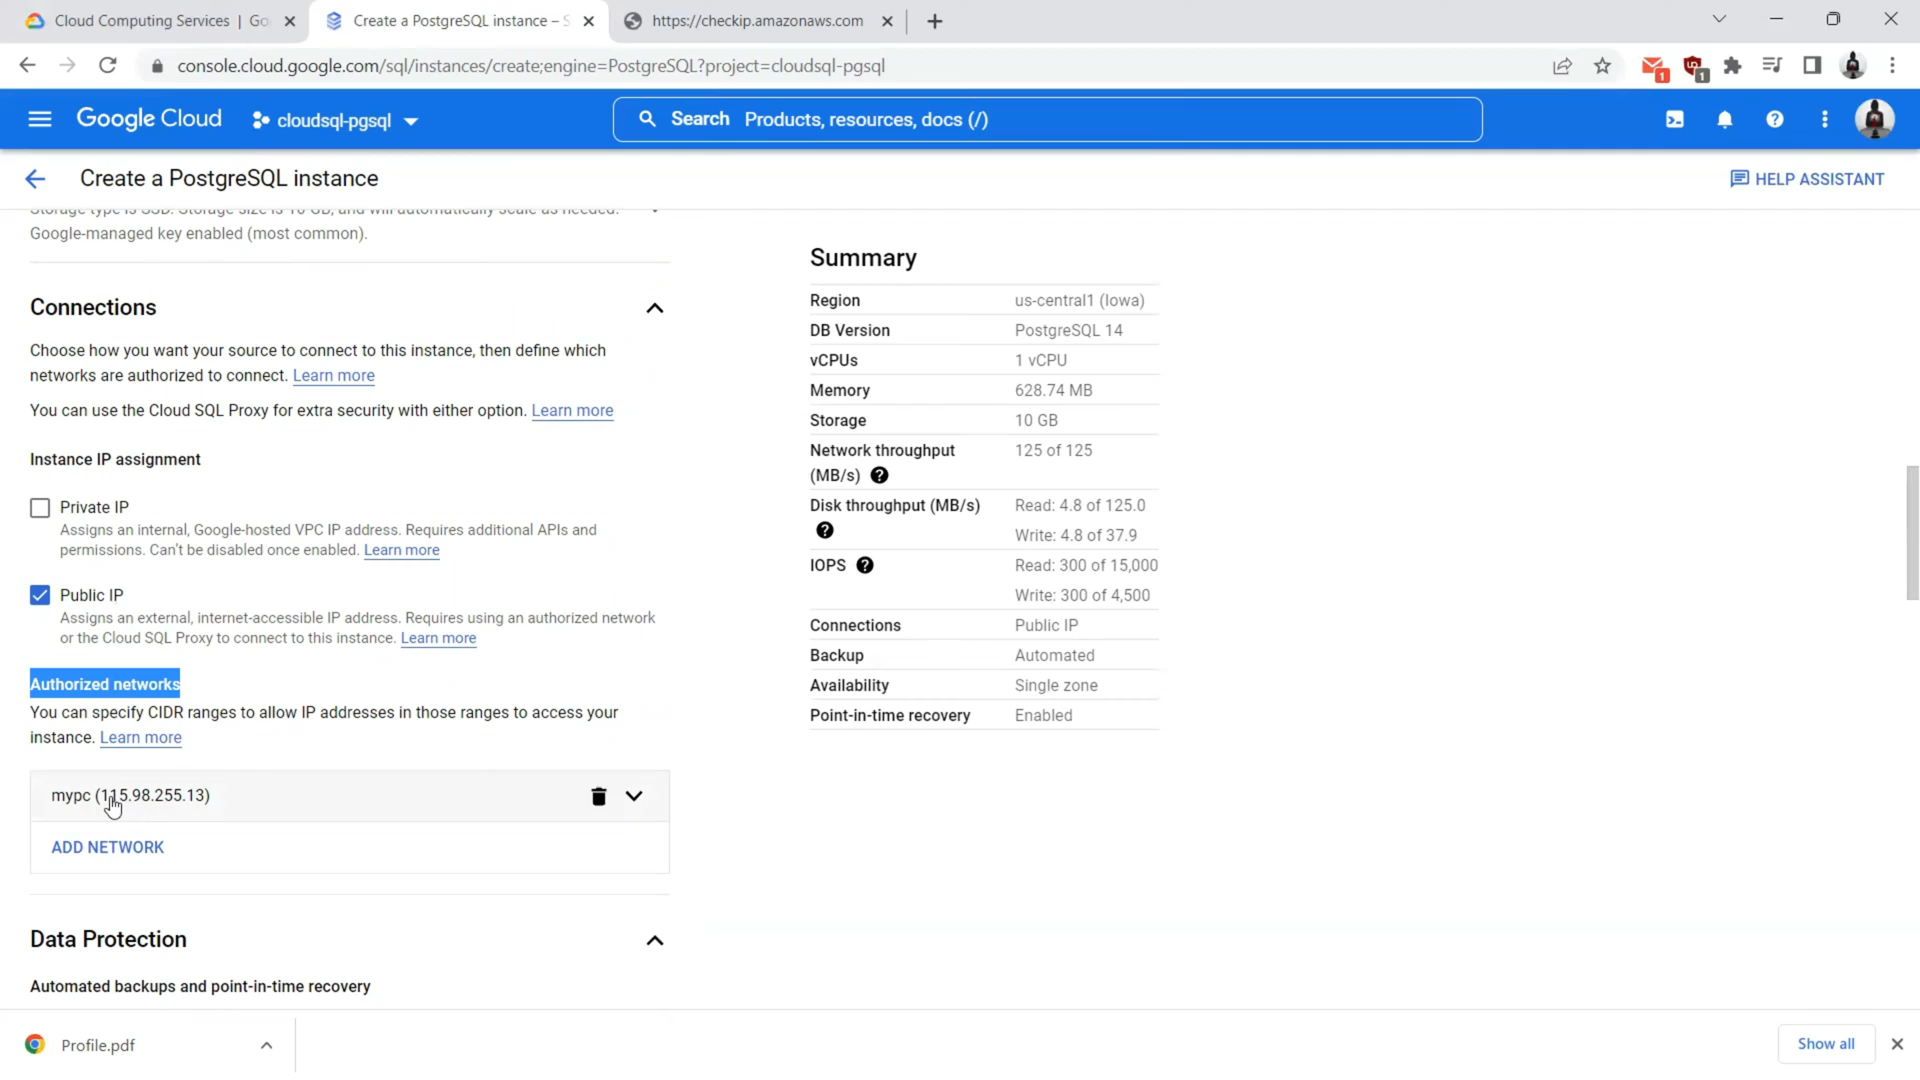 Cloud Computing Services | Go
Create a PostgreSQL instance – S
https://checkip.amazonaws.com
console.cloud.google.com/sql/instances/create;engine=PostgreSQL?project=cloudsql-pgsql
1
1
Google Cloud
cloudsql-pgsql
Search Products, resources, docs (/)
Create a PostgreSQL instance
HELP ASSISTANT
Storage type is SSD. Storage size is 10 GB, and will automatically scale as needed.
Google-managed key enabled (most common).
Connections
Choose how you want your source to connect to this instance, then define which
networks are authorized to connect. Learn more
You can use the Cloud SQL Proxy for extra security with either option. Learn more
Instance IP assignment
Private IP
Assigns an internal, Google-hosted VPC IP address. Requires additional APIs and
permissions. Can't be disabled once enabled. Learn more
Public IP
Assigns an external, internet-accessible IP address. Requires using an authorized network
or the Cloud SQL Proxy to connect to this instance. Learn more
Authorized networks
You can specify CIDR ranges to allow IP addresses in those ranges to access your
instance. Learn more
mypc (115.98.255.13)
ADD NETWORK
Data Protection
Automated backups and point-in-time recovery
Summary
Region us-central1 (Iowa)
DB Version PostgreSQL 14
vCPUs 1 vCPU
Memory 628.74 MB
Storage 10 GB
Network throughput 125 of 125
(MB/s)
Disk throughput (MB/s) Read: 4.8 of 125.0
Write: 4.8 of 37.9
IOPS Read: 300 of 15,000
Write: 300 of 4,500
Connections Public IP
Backup Automated
Availability Single zone
Point-in-time recovery Enabled
Profile.pdf
Show all